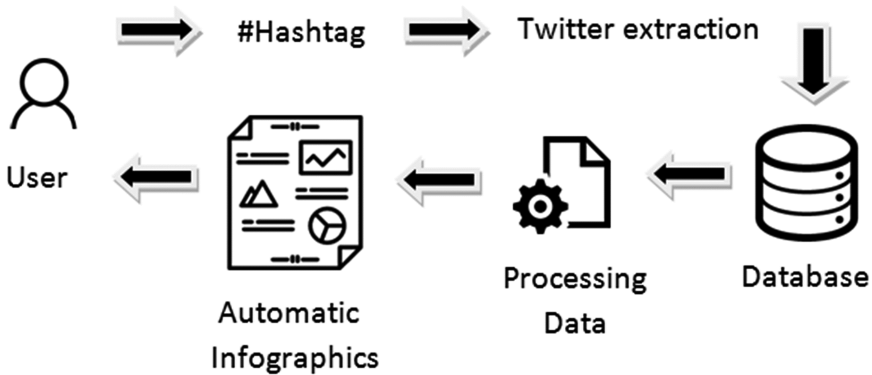 #Hashtag
Twitter extraction
User
Database
Processing
Data
Automatic
Infographics